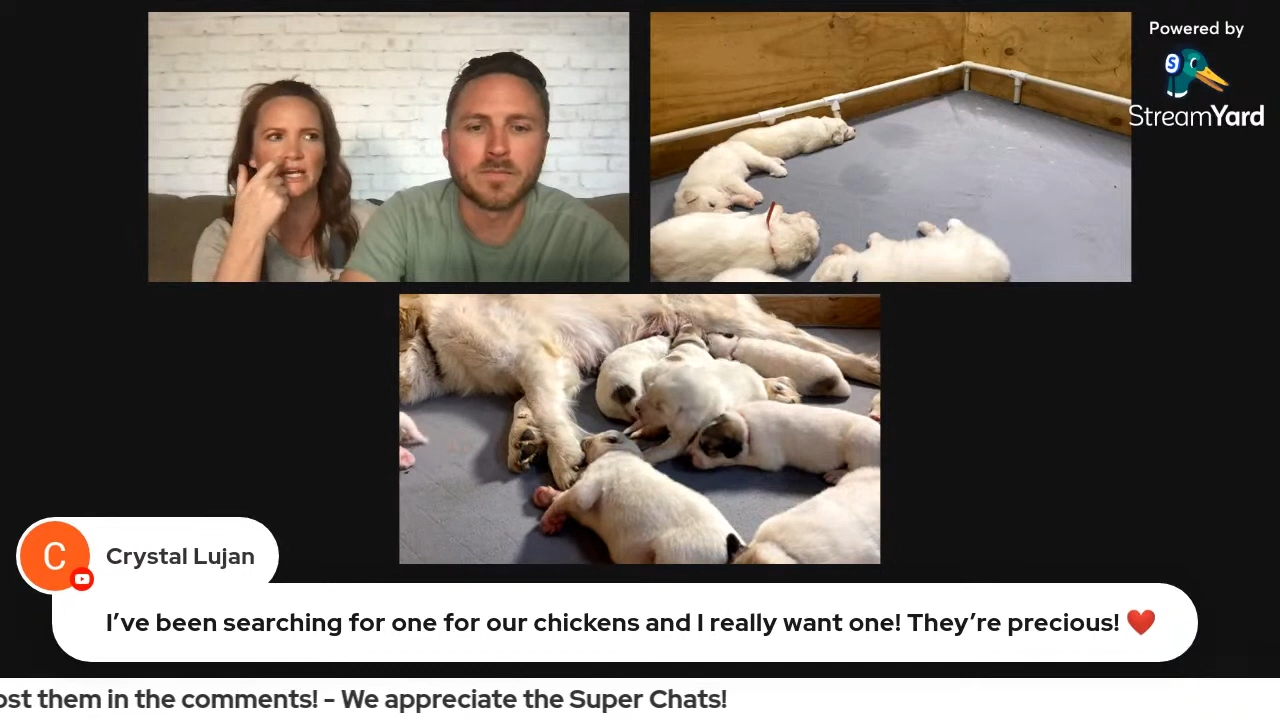 Powered by
StreamYard
Crystal Lujan
I’ve been searching for one for our chickens and I really want one! They’re precious! ❤️
ost them in the comments! - We appreciate the Super Chats!